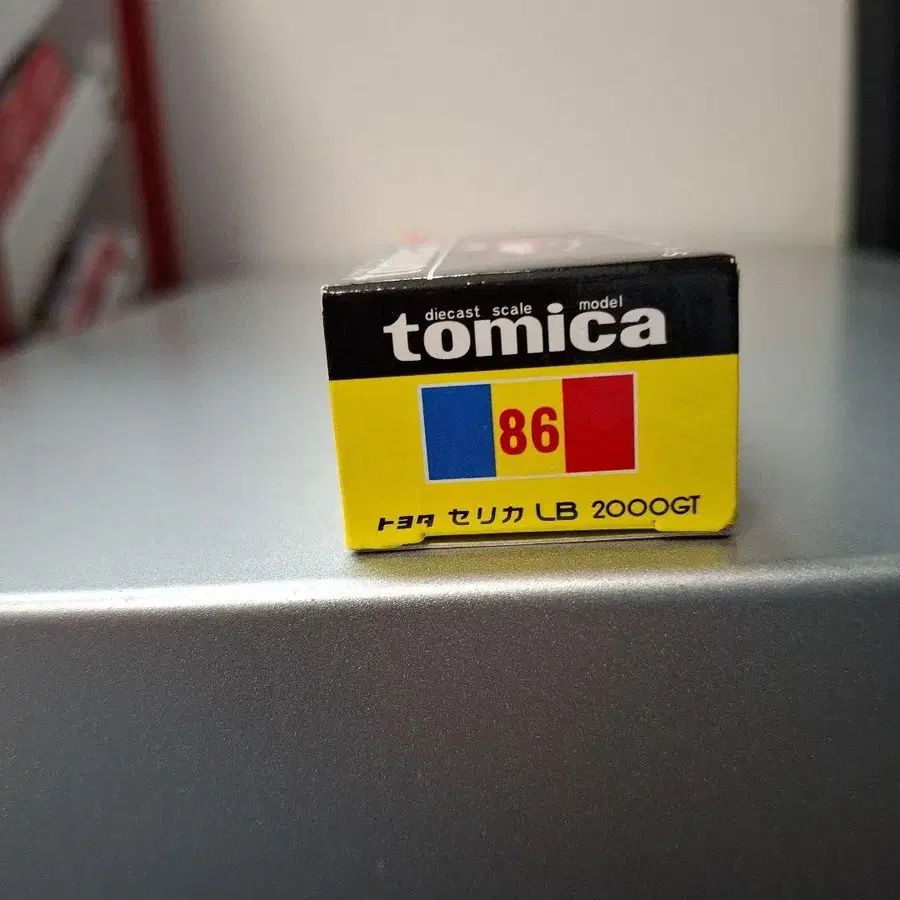 diecast scale model
tomica
86
トヨタ セリカ LB 2000GT